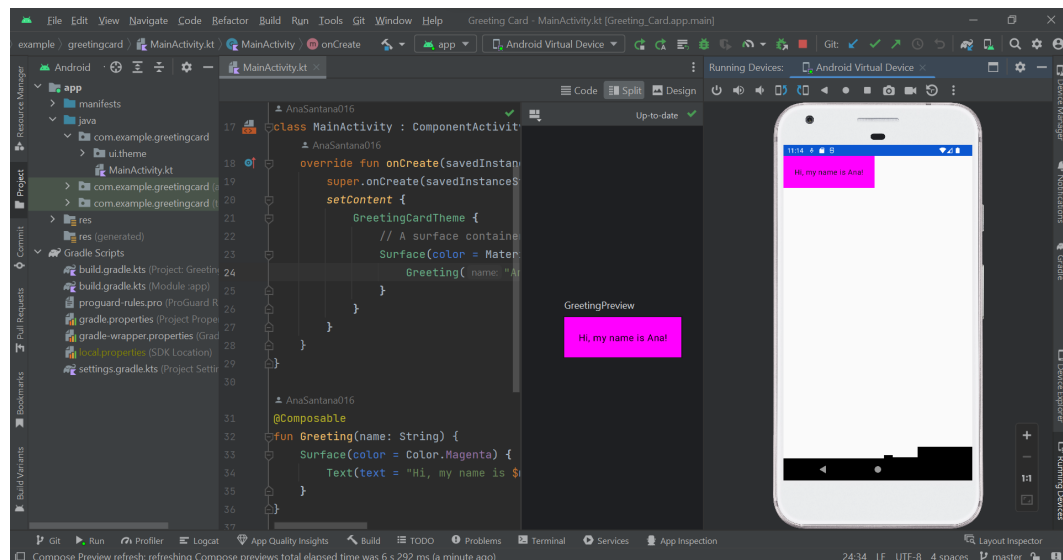 File Edit View Navigate Code Refactor Build Run Tools Git Window Help Greeting Card - MainActivity.kt [Greeting_Card.app.main]
example greetingcard MainActivity.kt MainActivity onCreate app Android Virtual Device Git:
Android MainActivity.kt Running Devices: Android Virtual Device
Code Split Design
Resource Manager
Project
Commit
Pull Requests
Bookmarks
Build Variants
app
manifests
java
com.example.greetingcard
ui.theme
MainActivity.kt
com.example.greetingcard
com.example.greetingcard
res
res (generated)
Gradle Scripts
build.gradle.kts (Project: Greetin
build.gradle.kts (Module :app)
proguard-rules.pro (ProGuard R
gradle.properties (Project Prope
gradle-wrapper.properties (Grad
local.properties (SDK Location)
settings.gradle.kts (Project Settin
AnaSantana016
17 class MainActivity : ComponentActivit
AnaSantana016
18 override fun onCreate(savedInstan
19 super.onCreate(savedInstanceS
20 setContent {
21 GreetingCardTheme {
22 // A surface containe
23 Surface(color = Mater
24 Greeting( name: "A
25 }
26 }
27 }
28 }
29 }
30
AnaSantana016
31 @Composable
32 fun Greeting(name: String) {
33 Surface(color = Color.Magenta) {
34 Text(text = "Hi, my name is $
35 }
36 }
37
Up-to-date
GreetingPreview
Hi, my name is Ana!
11:14
Hi, my name is Ana!
1:1
Device Manager
Notifications
Gradle
Device Explorer
Running Devices
Git Run Profiler Logcat App Quality Insights Build TODO Problems Terminal Services App Inspection Layout Inspector
Compose Preview refresh: refreshing Compose previews total elapsed time was 6 s 292 ms (a minute ago) 24:34 LF UTF-8 4 spaces master